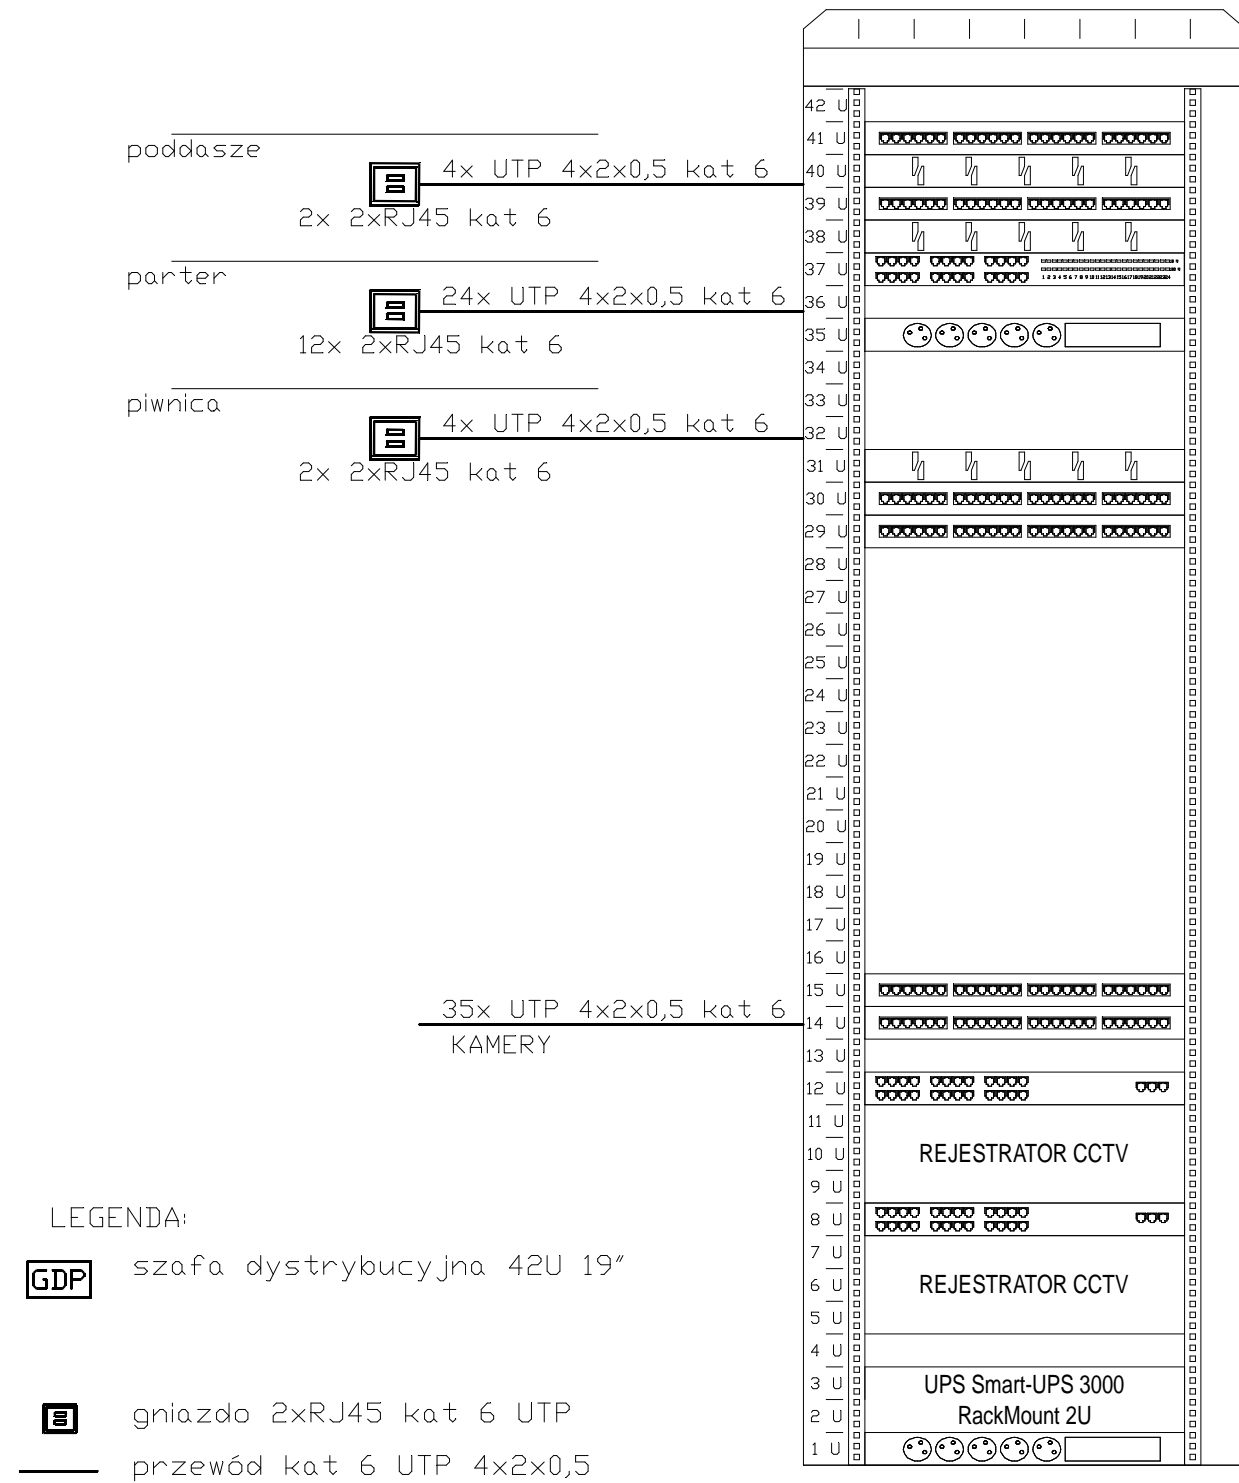 poddasze
4x UTP 4x2x0,5 kat 6
2x 2xRJ45 kat 6
parter
24x UTP 4x2x0,5 kat 6
12x 2xRJ45 kat 6
piwnica
4x UTP 4x2x0,5 kat 6
2x 2xRJ45 kat 6
35x UTP 4x2x0,5 kat 6
KAMERY
42 U
41 U
40 U
39 U
38 U
37 U
36 U
35 U
34 U
33 U
32 U
31 U
30 U
29 U
28 U
27 U
26 U
25 U
24 U
23 U
22 U
21 U
20 U
19 U
18 U
17 U
16 U
15 U
14 U
13 U
12 U
11 U
10 U
REJESTRATOR CCTV
9 U
8 U
7 U
6 U
REJESTRATOR CCTV
5 U
4 U
3 U
UPS Smart-UPS 3000
2 U
RackMount 2U
1 U
LEGENDA:
GDP
szafa dystrybucyjna 42U 19"
gniazdo 2xRJ45 kat 6 UTP
przewód kat 6 UTP 4x2x0,5